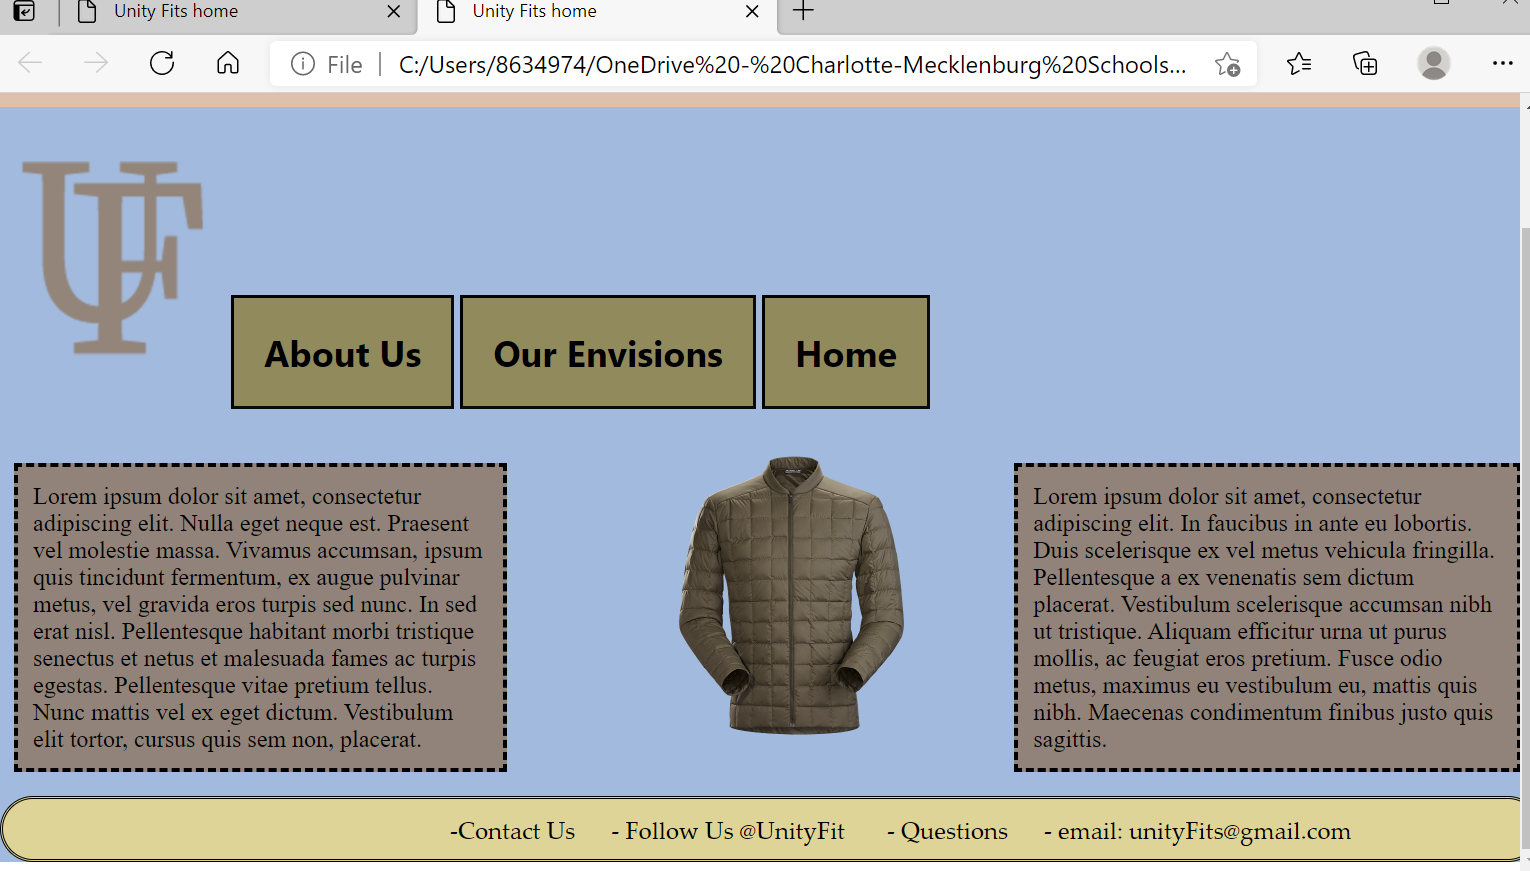 Unity Fits home
Unity Fits home
File | C:/Users/8634974/OneDrive%20-%20Charlotte-Mecklenburg%20Schools...
UF
About Us
Our Envisions
Home
Lorem ipsum dolor sit amet, consectetur
adipiscing elit. Nulla eget neque est. Praesent
vel molestie massa. Vivamus accumsan, ipsum
quis tincidunt fermentum, ex augue pulvinar
metus, vel gravida eros turpis sed nunc. In sed
erat nisl. Pellentesque habitant morbi tristique
senectus et netus et malesuada fames ac turpis
egestas. Pellentesque vitae pretium tellus.
Nunc mattis vel ex eget dictum. Vestibulum
elit tortor, cursus quis sem non, placerat.
Lorem ipsum dolor sit amet, consectetur
adipiscing elit. In faucibus in ante eu lobortis.
Duis scelerisque ex vel metus vehicula fringilla.
Pellentesque a ex venenatis sem dictum
placerat. Vestibulum scelerisque accumsan nibh
ut tristique. Aliquam efficitur urna ut purus
mollis, ac feugiat eros pretium. Fusce odio
metus, maximus eu vestibulum eu, mattis quis
nibh. Maecenas condimentum finibus justo quis
sagittis.
-Contact Us - Follow Us @UnityFit - Questions - email: unityFits@gmail.com